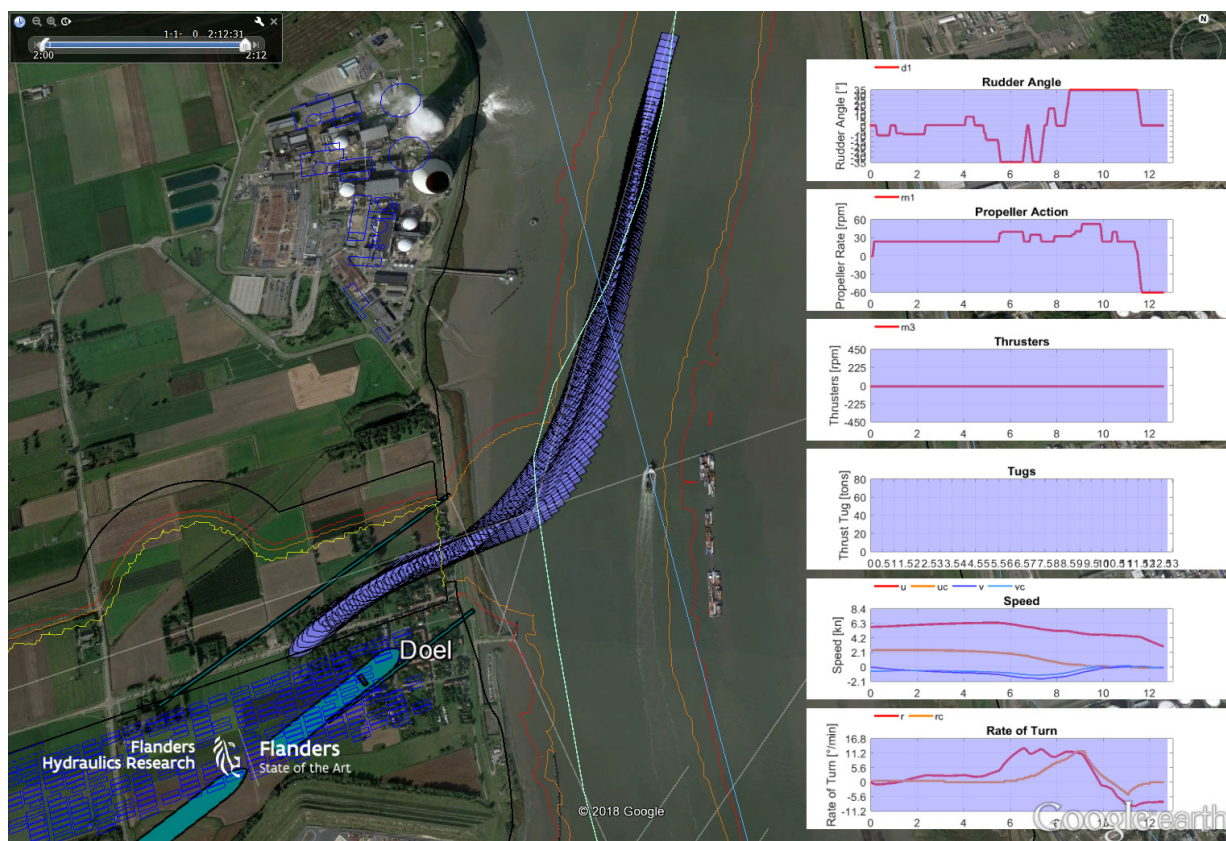 1-1- 0 2:12:31
2:00 2:12
N
Doel
Flanders
Hydraulics Research
Flanders
State of the Art
© 2018 Google
Google earth
d1
Rudder Angle
Rudder Angle [°]
0 2 4 6 8 10 12
m1
Propeller Action
Propeller Rate [rpm]
60
30
0
-30
-60
0 2 4 6 8 10 12
m3
Thrusters
Thrusters [rpm]
450
225
0
-225
-450
0 2 4 6 8 10 12
Tugs
Thrust Tug [tons]
80
60
40
20
0
u uc v vc
Speed
Speed [kn]
8.4
6.3
4.2
2.1
0
-2.1
0 2 4 6 8 10 12
r rc
Rate of Turn
Rate of Turn [°/min]
16.8
11.2
5.6
0
-5.6
-11.2
0 2 4 6 8 10 12